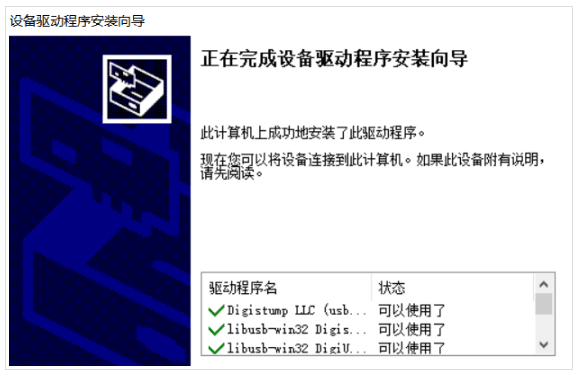 设备驱动程序安装向导
正在完成设备驱动程序安装向导
此计算机上成功地安装了此驱动程序。
现在您可以将设备连接到此计算机。如果此设备附有说明，
请先阅读。
驱动程序名 状态
Digistump LLC (usb... 可以使用了
libusb-win32 Digis... 可以使用了
libusb-win32 DigiU... 可以使用了